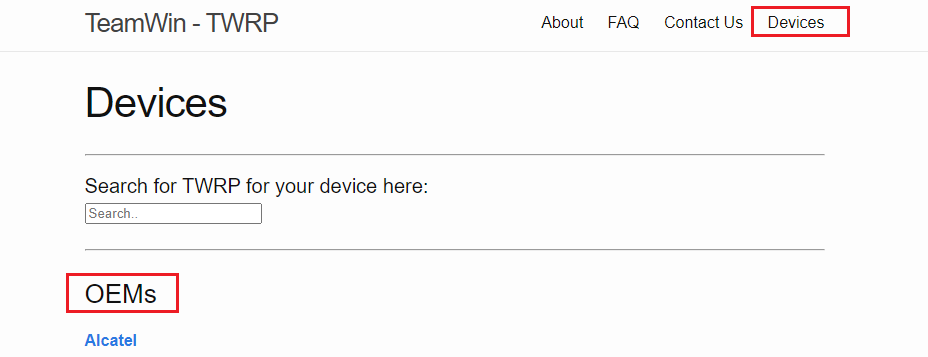 TeamWin - TWRP
About FAQ Contact Us Devices
Devices
Search for TWRP for your device here:
Search..
OEMs
Alcatel